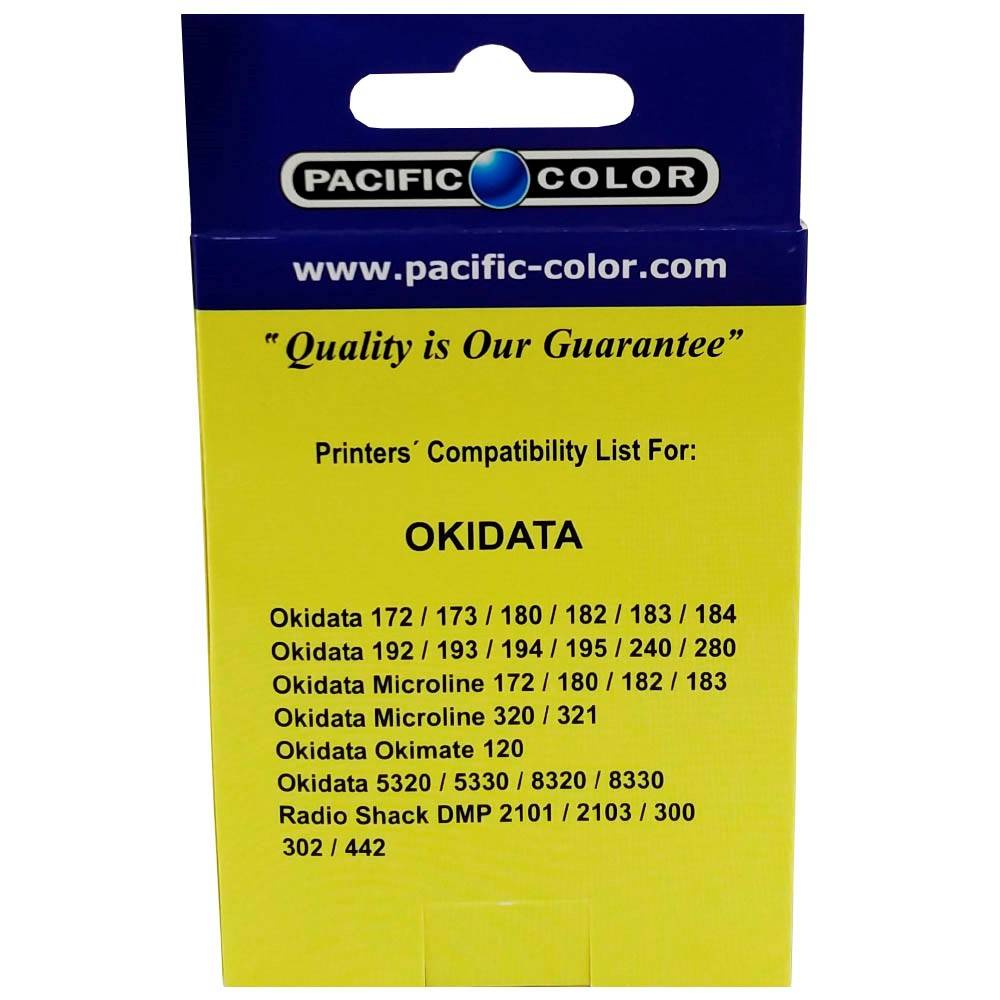 PACIFIC COLOR
www.pacific-color.com
"Quality is Our Guarantee"
Printers´ Compatibility List For:
OKIDATA
Okidata 172 / 173 / 180 / 182 / 183 / 184
Okidata 192 / 193 / 194 / 195 / 240 / 280
Okidata Microline 172 / 180 / 182 / 183
Okidata Microline 320 / 321
Okidata Okimate 120
Okidata 5320 / 5330 / 8320 / 8330
Radio Shack DMP 2101 / 2103 / 300
302 / 442